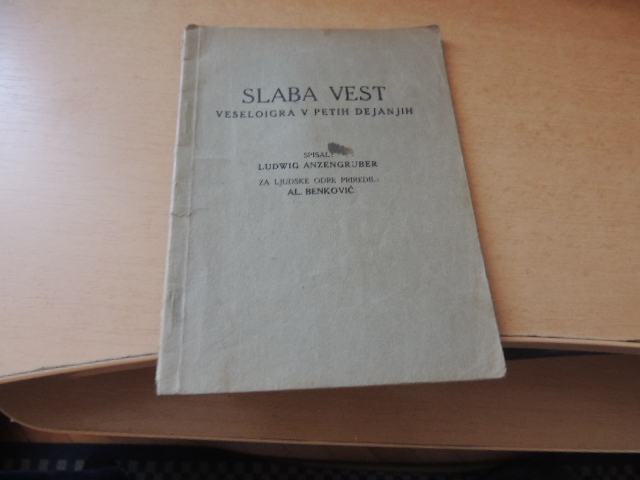 SLABA VEST
VESELOIGRA V PETIH DEJANJIH
SPISAL:
LUDWIG ANZENGRUBER
ZA LJUDSKE ODRE PRIREDIL:
AL. BENKOVIČ